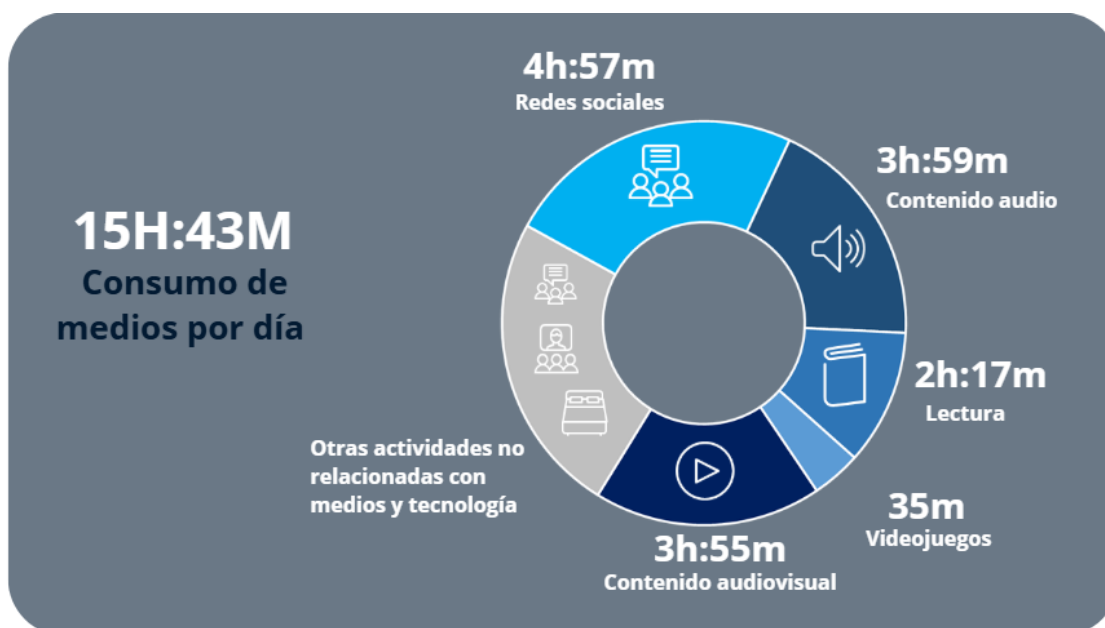 15H:43M
Consumo de
medios por día
4h:57m
Redes sociales
3h:59m
Contenido audio
2h:17m
Lectura
35m
Videojuegos
3h:55m
Contenido audiovisual
Otras actividades no
relacionadas con
medios y tecnología